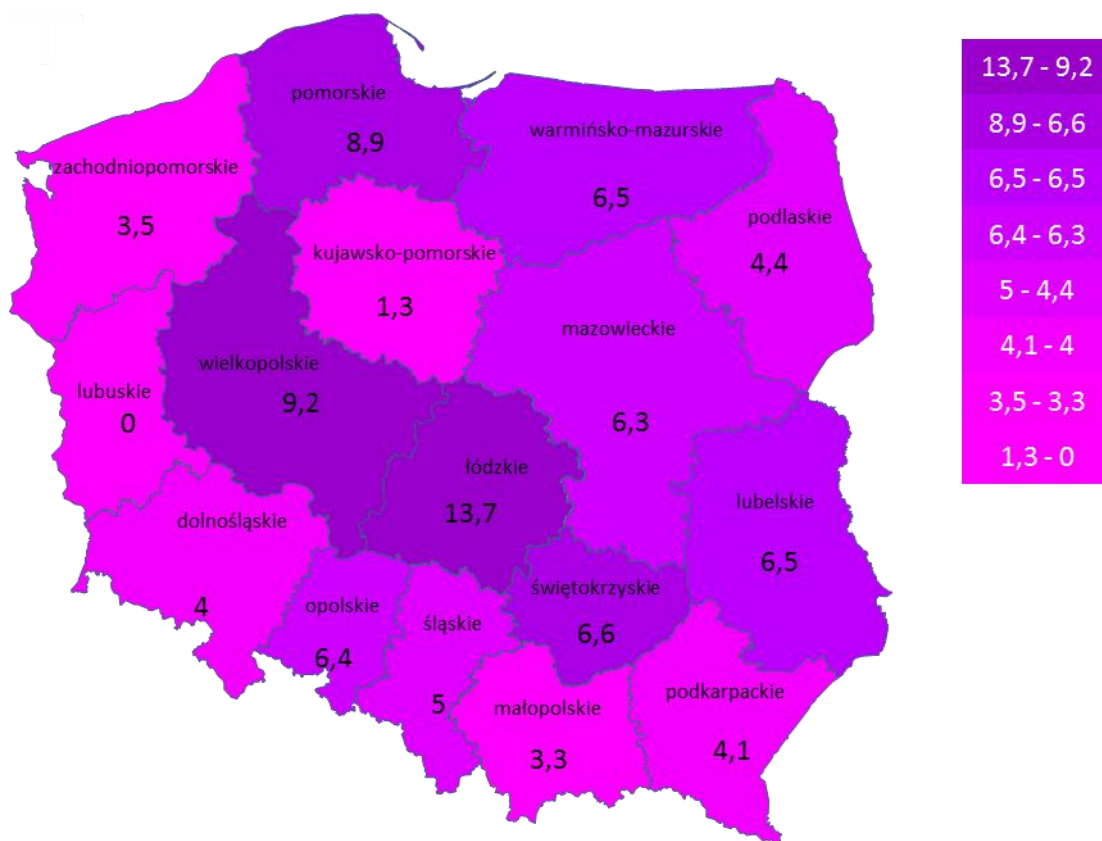 pomorskie
8,9
warmińsko-mazurskie
6,5
zachodniopomorskie
3,5
podlaskie
4,4
kujawsko-pomorskie
1,3
mazowieckie
6,3
wielkopolskie
9,2
lubuskie
0
łódzkie
13,7
lubelskie
6,5
dolnośląskie
4
opolskie
6,4
śląskie
5
świętokrzyskie
6,6
małopolskie
3,3
podkarpackie
4,1
13,7 - 9,2
8,9 - 6,6
6,5 - 6,5
6,4 - 6,3
5 - 4,4
4,1 - 4
3,5 - 3,3
1,3 - 0